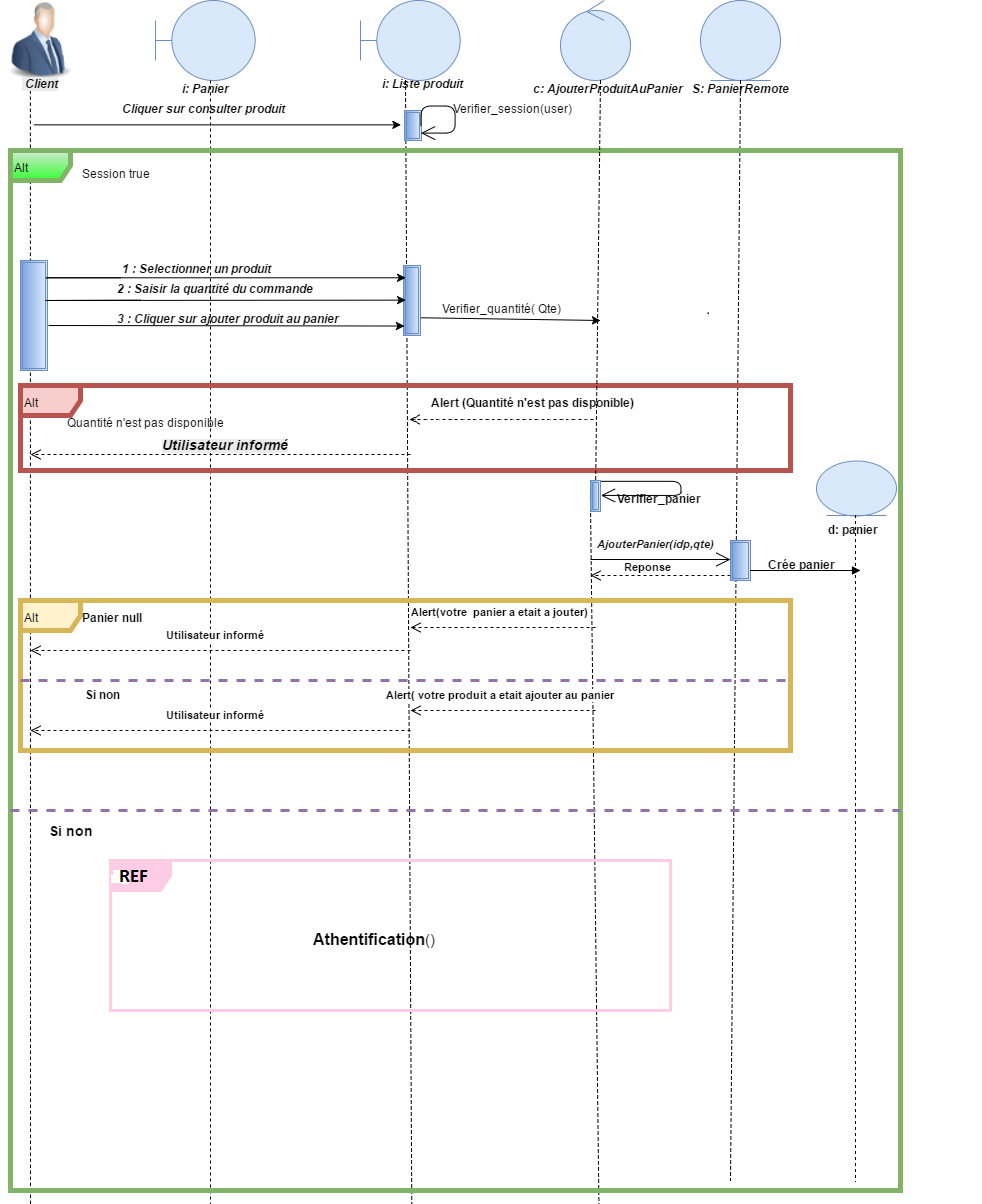 Client
i: Panier
i: Liste produit
c: AjouterProduitAuPanier
S: PanierRemote
Cliquer sur consulter produit
Verifier_session(user)
Alt
Session true
1 : Selectionner un produit
2 : Saisir la quantité du commande
3 : Cliquer sur ajouter produit au panier
Verifier_quantité( Qte)
.
Alt
Alert (Quantité n'est pas disponible)
Quantité n'est pas disponible
Utilisateur informé
Verifier_panier
d: panier
AjouterPanier(idp,qte)
Reponse
Crée panier
Alt
Panier null
Alert(votre panier a etait a jouter)
Utilisateur informé
Si non
Alert( votre produit a etait ajouter au panier
Utilisateur informé
Si non
REF
Athentification()